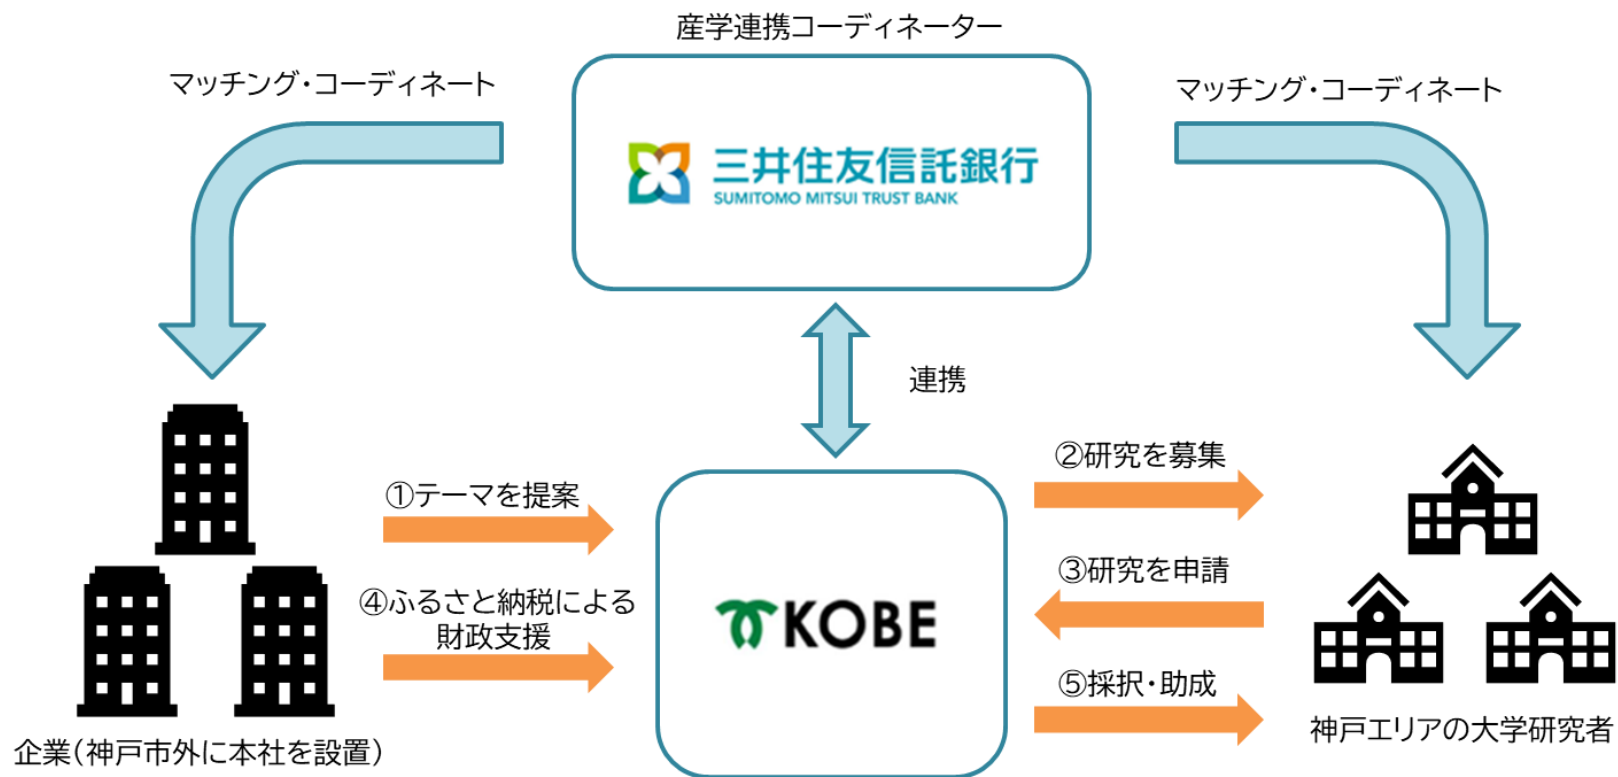 産学連携コーディネーター
マッチング・コーディネート
マッチング・コーディネート
三井住友信託銀行
SUMITOMO MITSUI TRUST BANK
連携
①テーマを提案
④ふるさと納税による
財政支援
KOBE
②研究を募集
③研究を申請
⑤採択・助成
企業(神戸市外に本社を設置)
神戸エリアの大学研究者